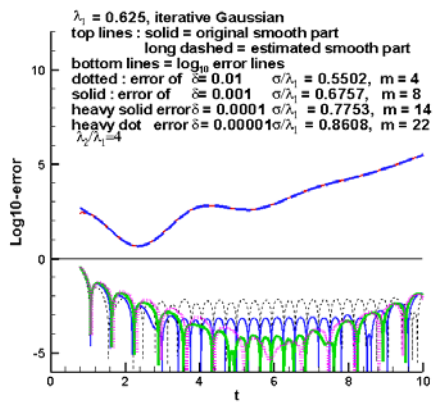 λ₁ = 0.625, iterative Gaussian
top lines : solid = original smooth part
long dashed = estimated smooth part
bottom lines = log₁₀ error lines
dotted : error of δ= 0.01 σ/λ₁ = 0.5502, m = 4
solid : error of δ= 0.001 σ/λ₁ = 0.6757, m = 8
heavy solid error δ= 0.0001 σ/λ₁ = 0.7753, m = 14
heavy dot error δ= 0.00001 σ/λ₁ = 0.8608, m = 22
λ₂/λ₁=4
10
5
0
-5
Log10-error
0 2 4 6 8 10
t